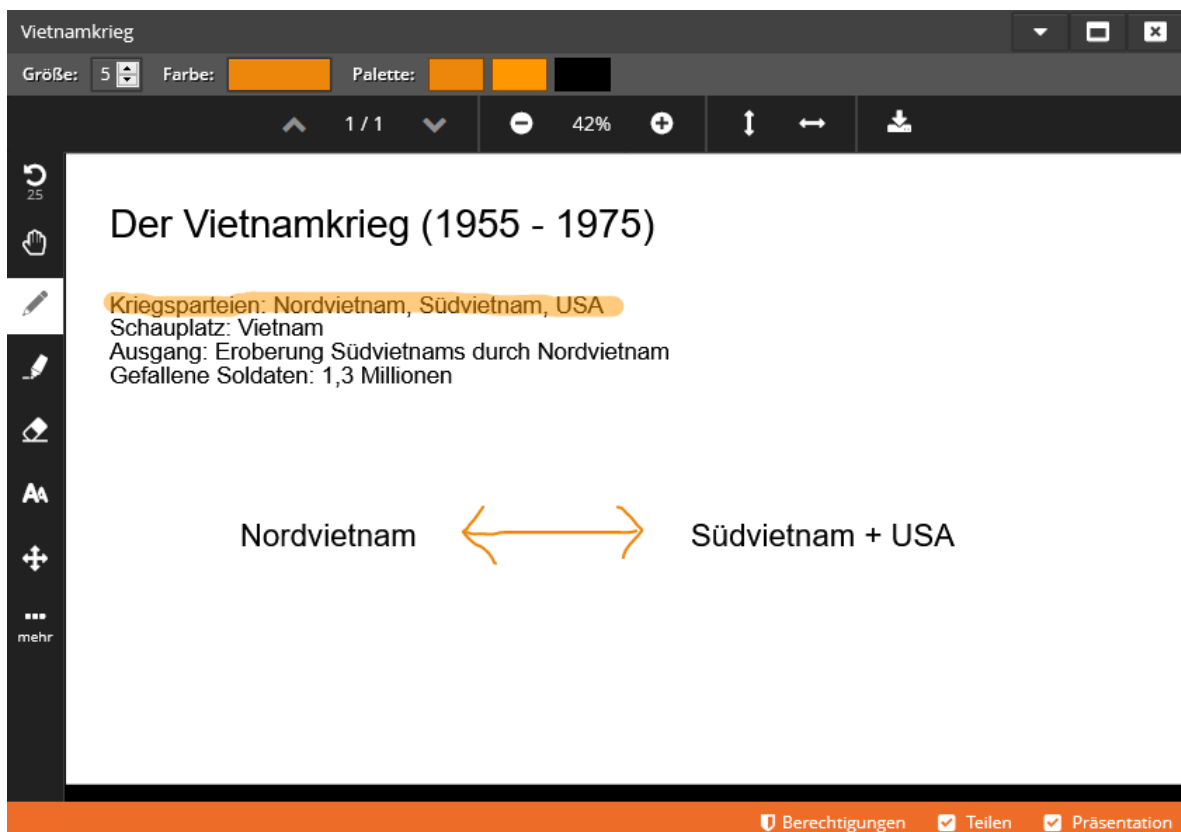 Vietnamkrieg
Größe: 5 Farbe: Palette:
1 / 1 42%
25
Der Vietnamkrieg (1955 - 1975)
Kriegsparteien: Nordvietnam, Südvietnam, USA
Schauplatz: Vietnam
Ausgang: Eroberung Südvietnams durch Nordvietnam
Gefallene Soldaten: 1,3 Millionen
AA
Nordvietnam Südvietnam + USA
mehr
Berechtigungen Teilen Präsentation